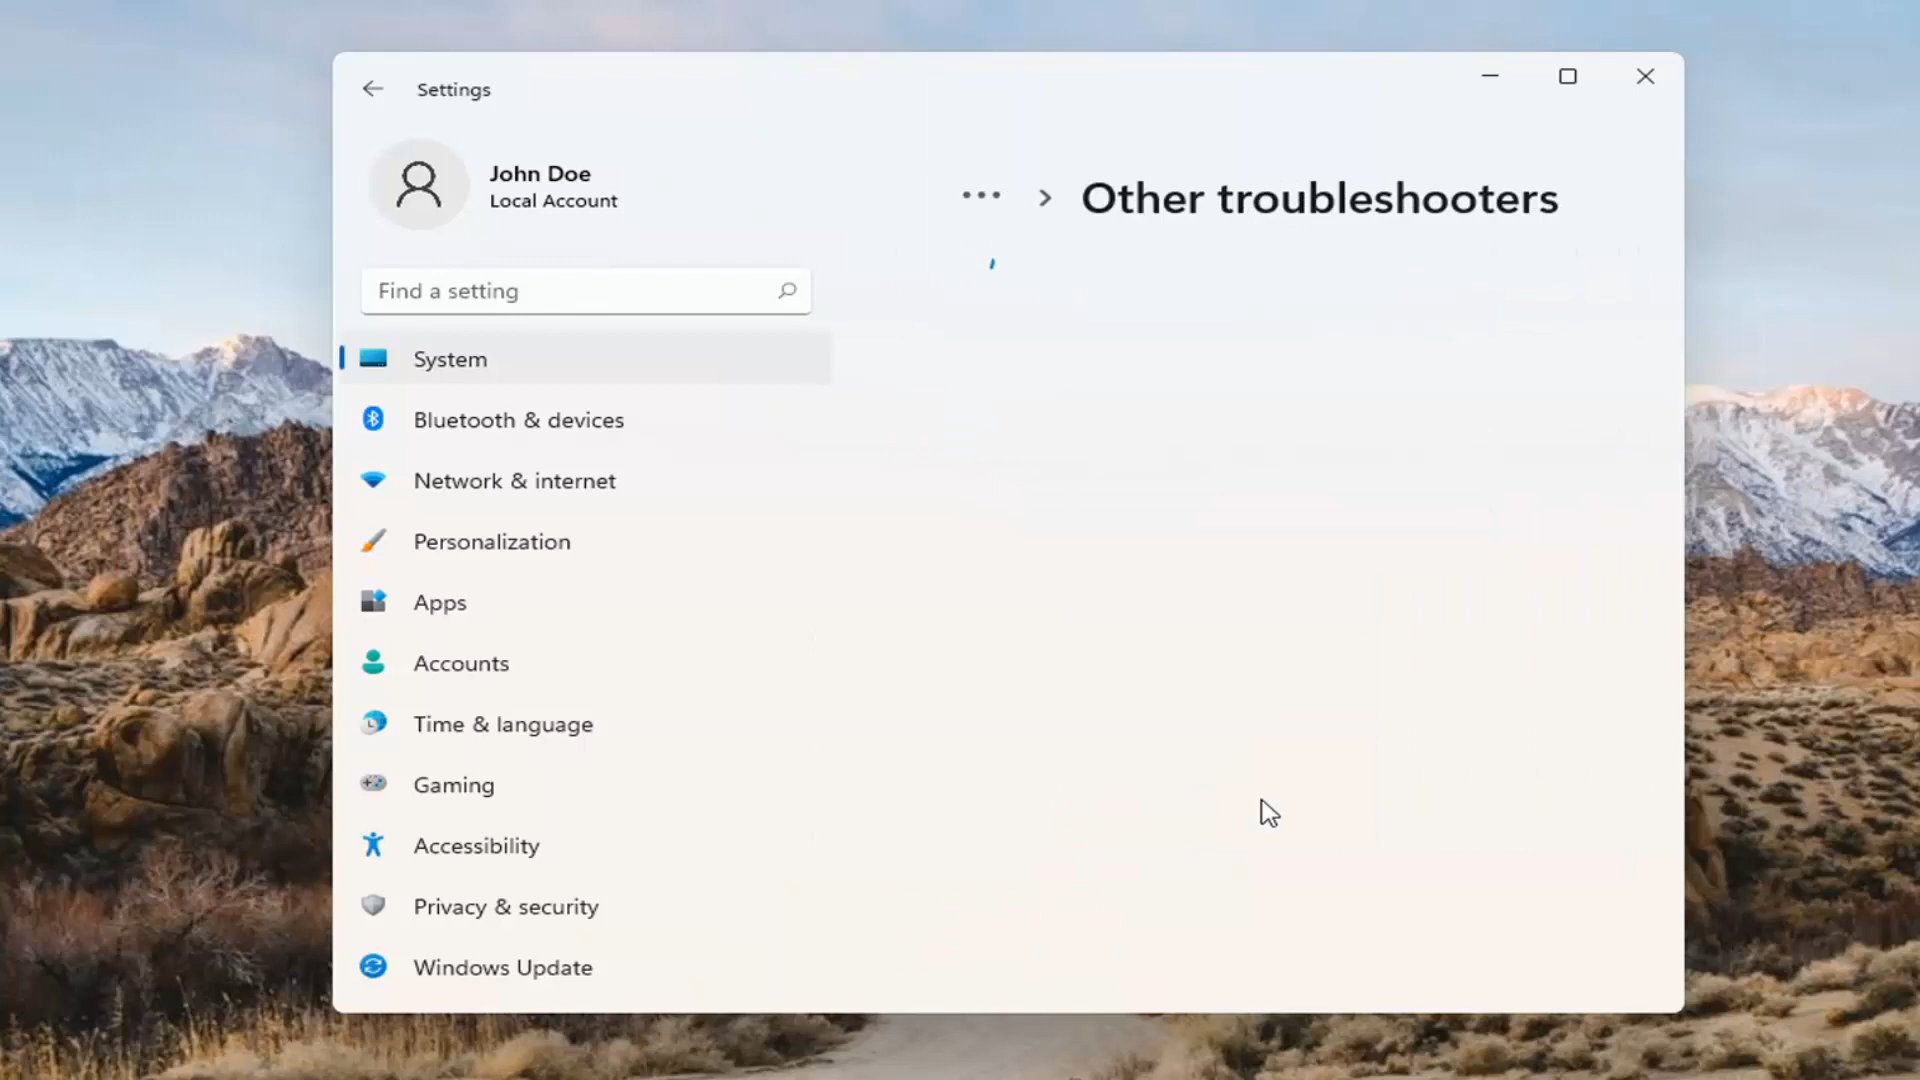 Settings
John Doe
Local Account
... > Other troubleshooters
Find a setting
System
Bluetooth & devices
Network & internet
Personalization
Apps
Accounts
Time & language
Gaming
Accessibility
Privacy & security
Windows Update